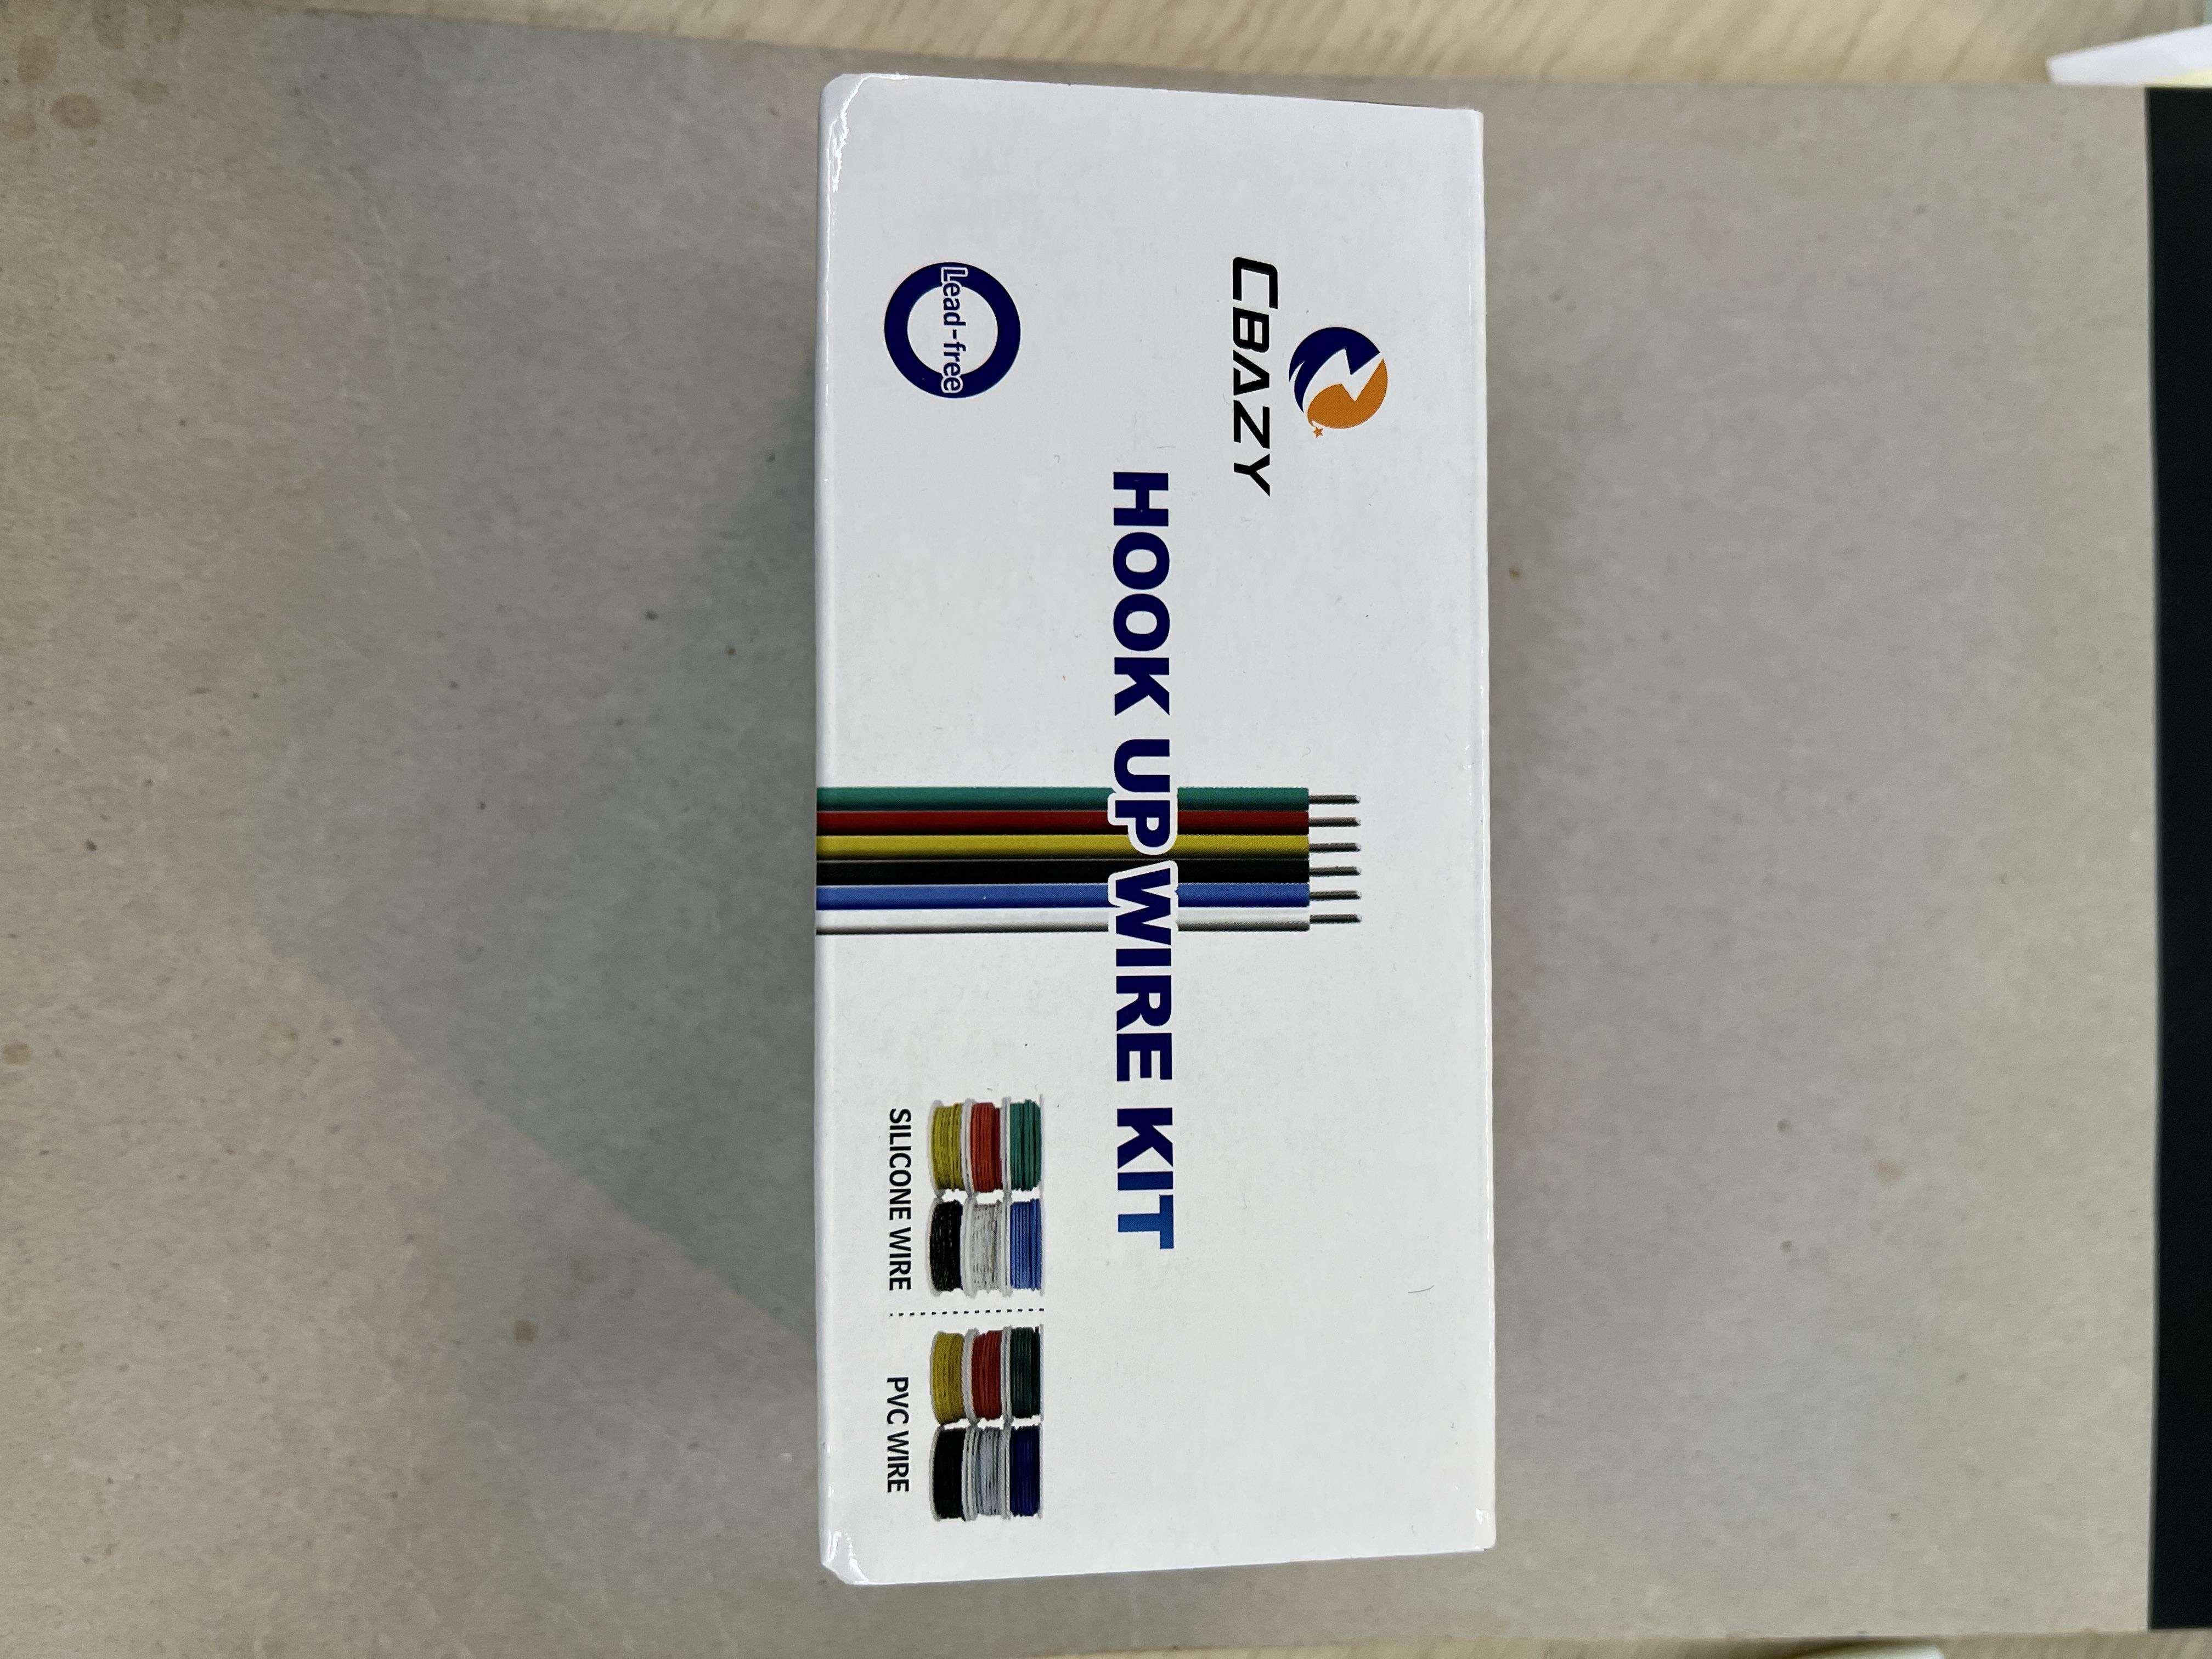 CBAZY
HOOK UP WIRE KIT
Lead-free
SILICONE WIRE
PVC WIRE